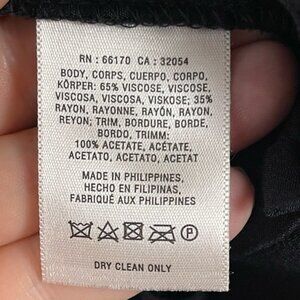 RN : 66170 CA : 32054
BODY, CORPS, CUERPO, CORPO,
KÖRPER: 65% VISCOSE, VISCOSE,
VISCOSA, VISCOSA, VISKOSE; 35%
RAYON, RAYONNE, RAYÓN, RAYON,
REYON; TRIM, BORDURE, BORDE,
BORDO, TRIMM:
100% ACETATE, ACÉTATE,
ACETATO, ACETATO, ACETAT
MADE IN PHILIPPINES,
HECHO EN FILIPINAS,
FABRIQUÉ AUX PHILIPPINES
P
DRY CLEAN ONLY